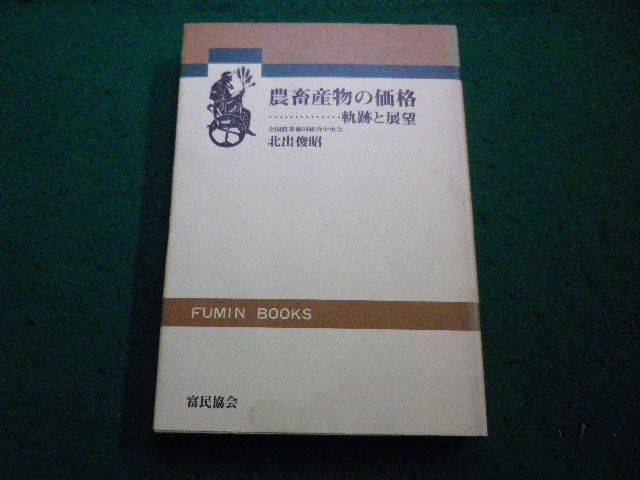 農畜産物の価格
……………軌跡と展望
全国農業協同組合中央会
北出俊昭
FUMIN BOOKS
富民協会